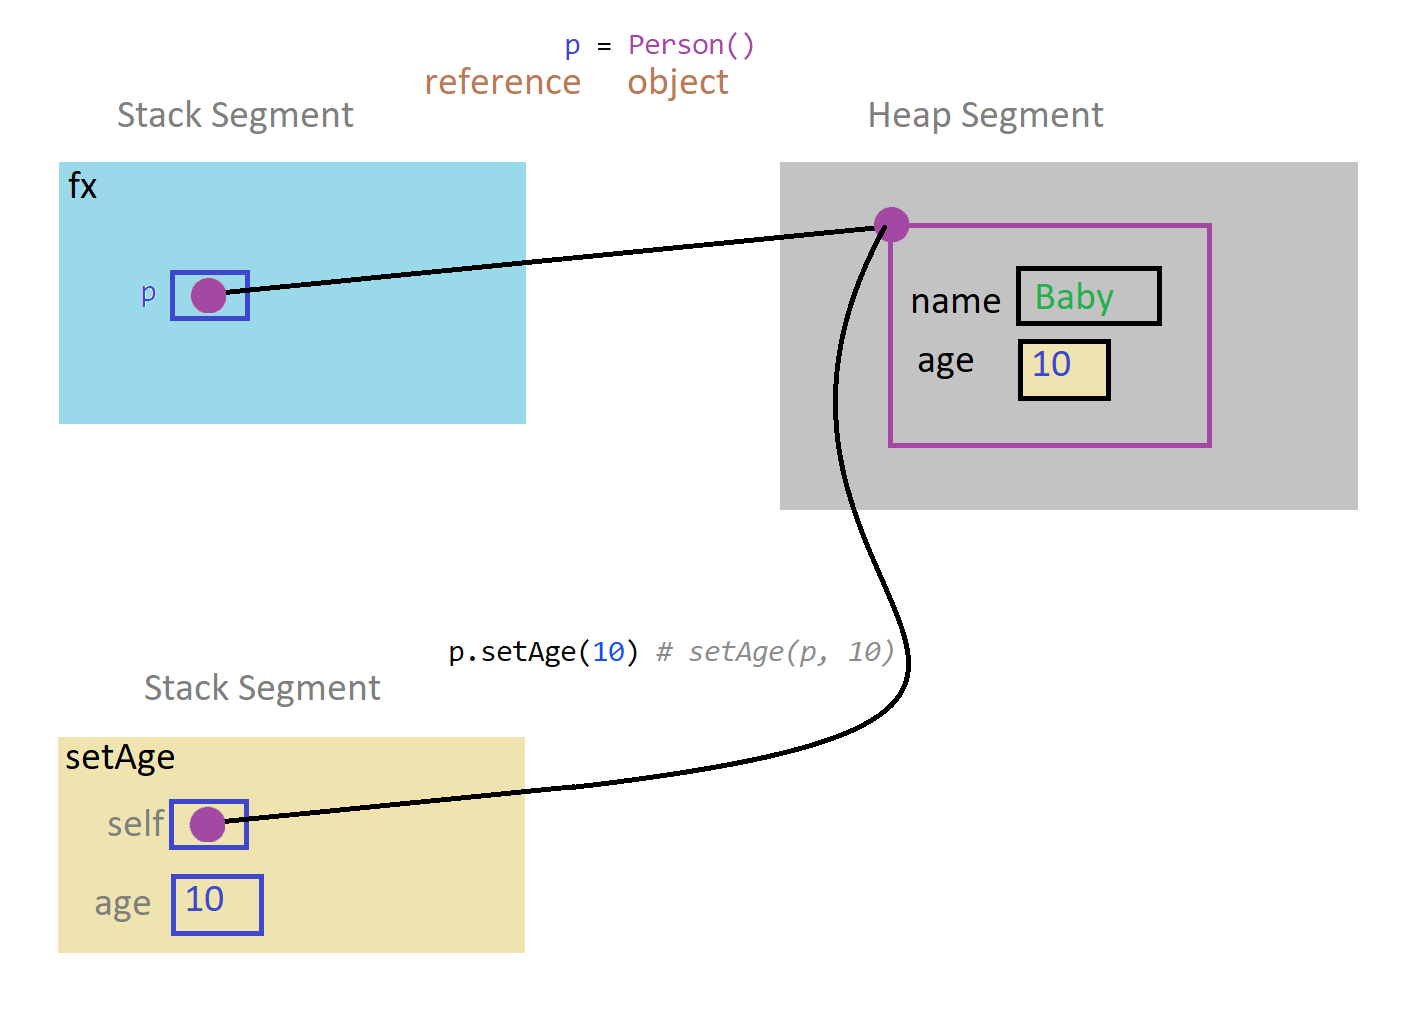 p = Person()
reference object
Stack Segment
Heap Segment
fx
p
name Baby
age 10
p.setAge(10) # setAge(p, 10)
Stack Segment
setAge
self
age 10